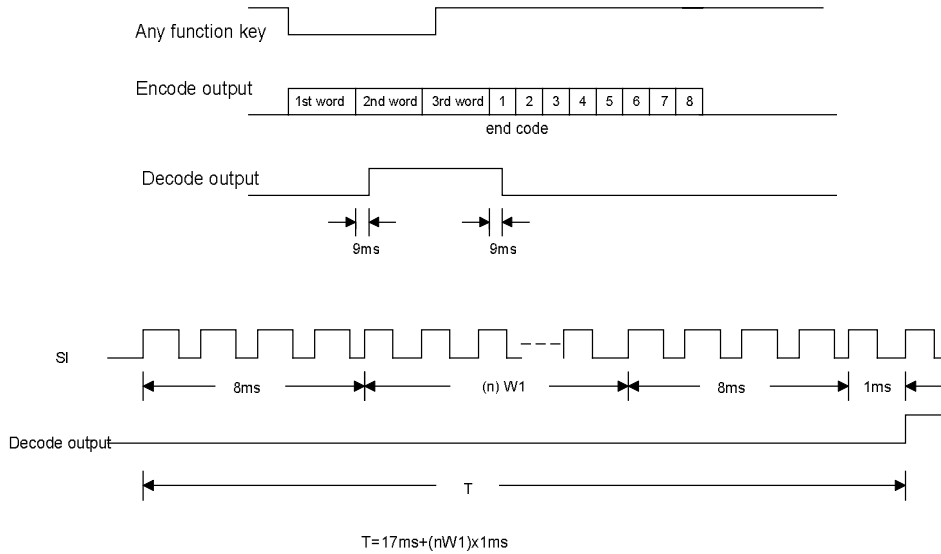 Any function key
Encode output
1st word 2nd word 3rd word 1 2 3 4 5 6 7 8
end code
Decode output
9ms 9ms
SI
8ms (n) W1 8ms 1ms
Decode output
T
T=17ms+(nW1)x1ms